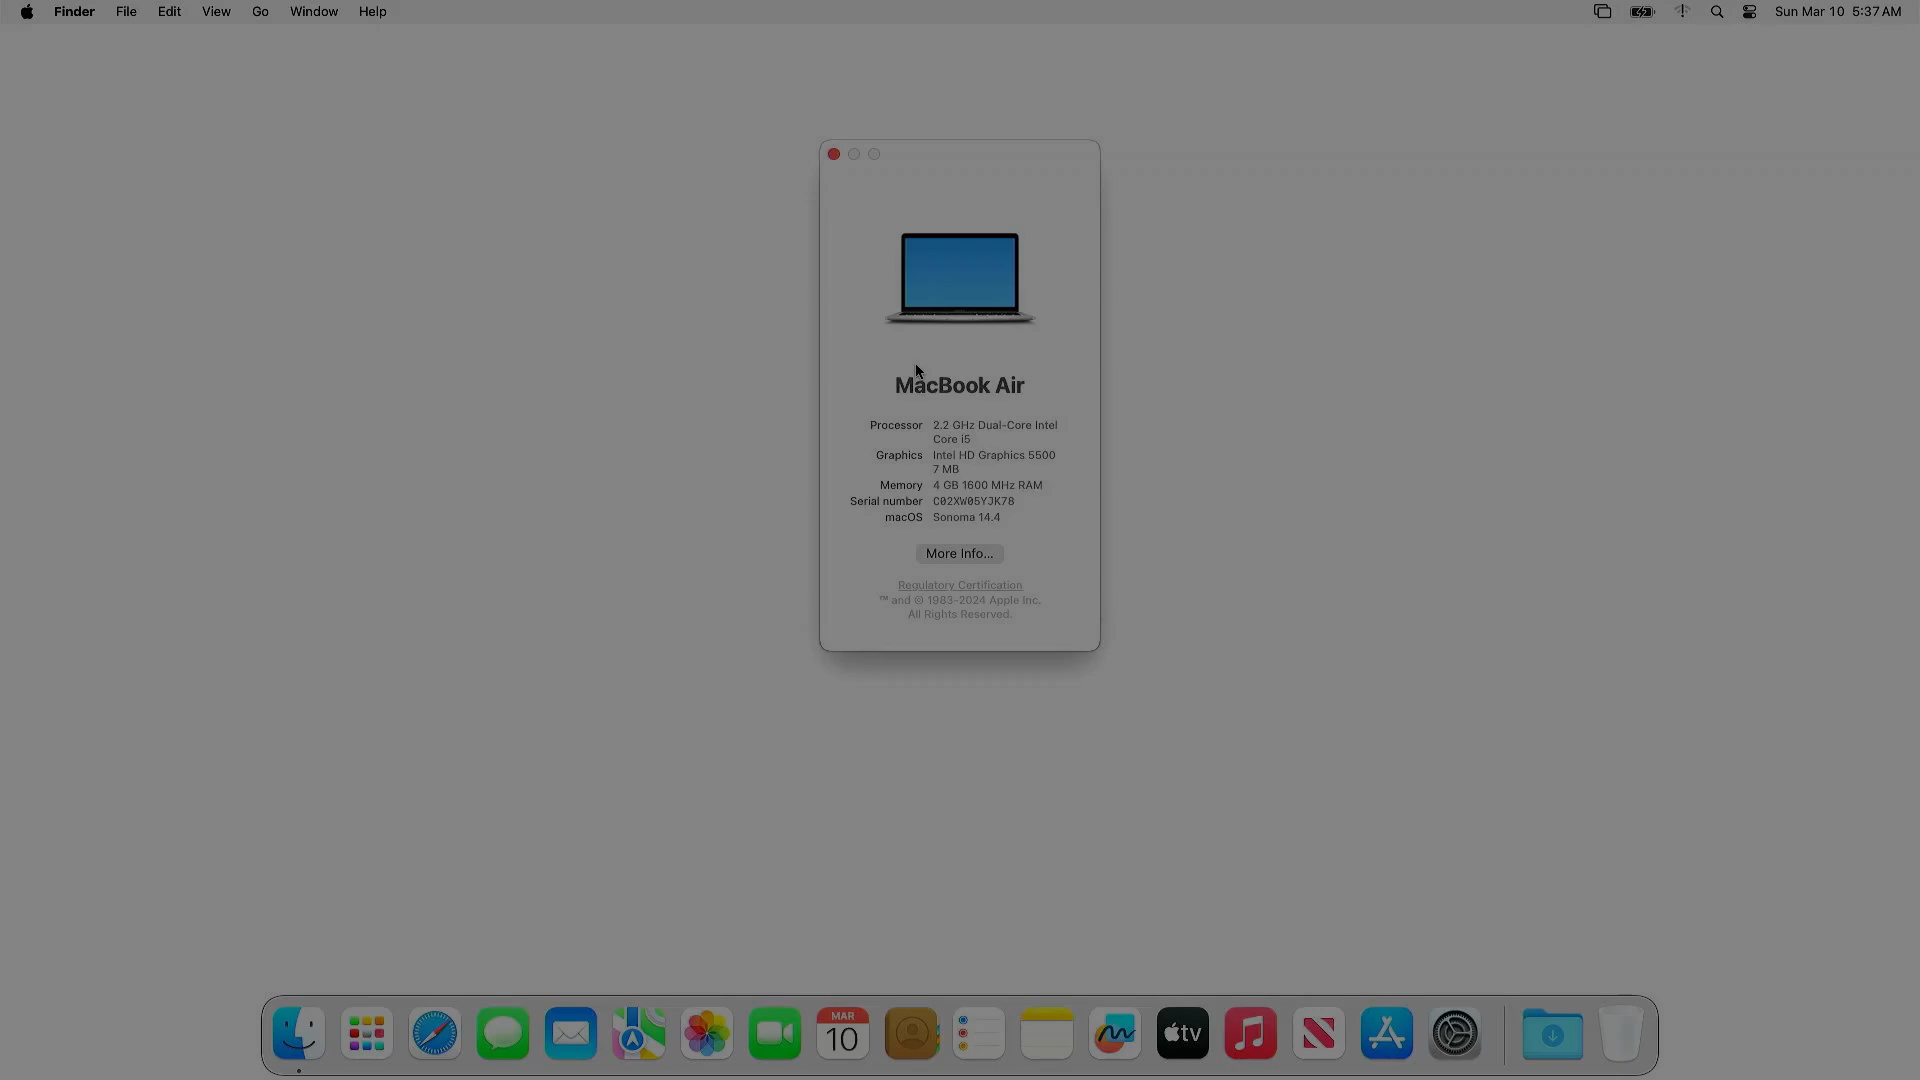 Finder File Edit View Go Window Help Sun Mar 10 5:37 AM
MacBook Air
Processor 2.2 GHz Dual-Core Intel
Core i5
Graphics Intel HD Graphics 5500
7 MB
Memory 4 GB 1600 MHz RAM
Serial number C02XW05YJK78
macOS Sonoma 14.4
More Info...
Regulatory Certification
™ and © 1983-2024 Apple Inc.
All Rights Reserved.
MAR
10
tv